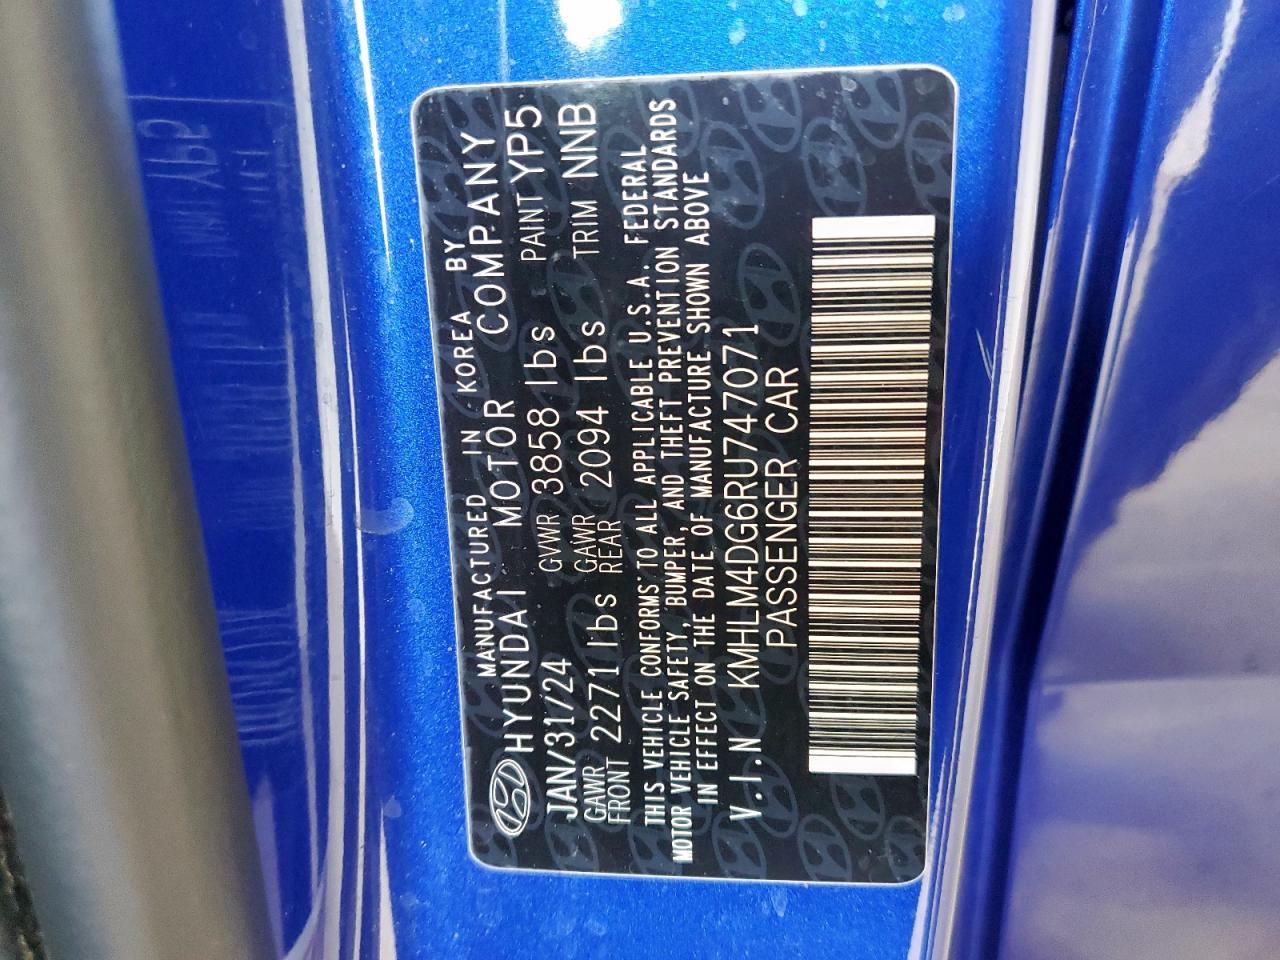 MANUFACTURED IN KOREA BY
HYUNDAI MOTOR COMPANY
JAN/31/24 GVWR 3858 lbs PAINT YP5
GAWR FRONT 2271 lbs GAWR REAR 2094 lbs TRIM NNB
THIS VEHICLE CONFORMS TO ALL APPLICABLE U.S.A. FEDERAL
MOTOR VEHICLE SAFETY, BUMPER, AND THEFT PREVENTION STANDARDS
IN EFFECT ON THE DATE OF MANUFACTURE SHOWN ABOVE
V.I.N KMHLM4DG6RU747071
PASSENGER CAR